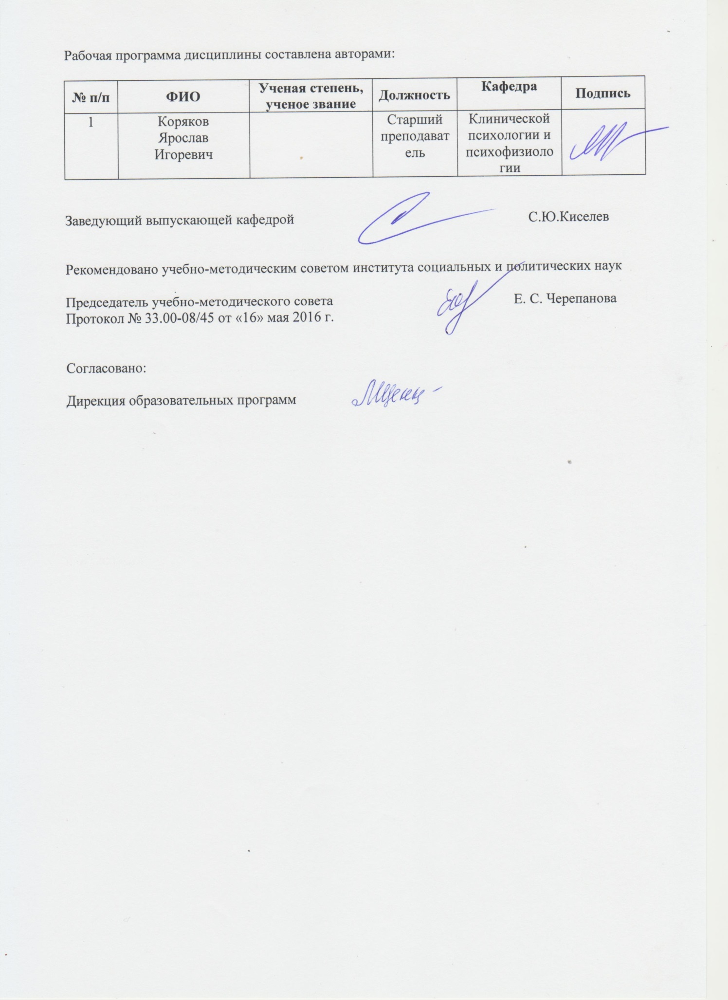 Рабочая программа дисциплины составлена авторами:
№ п/п ФИО Ученая степень, ученое звание Должность Кафедра Подпись
1 Коряков Старший Клинической
Ярослав преподават психологии и
Игоревич ель психофизиоло
гии
Заведующий выпускающей кафедрой С.Ю.Киселев
Рекомендовано учебно-методическим советом института социальных и политических наук
Председатель учебно-методического совета Е. С. Черепанова
Протокол № 33.00-08/45 от «16» мая 2016 г.
Согласовано:
Дирекция образовательных программ